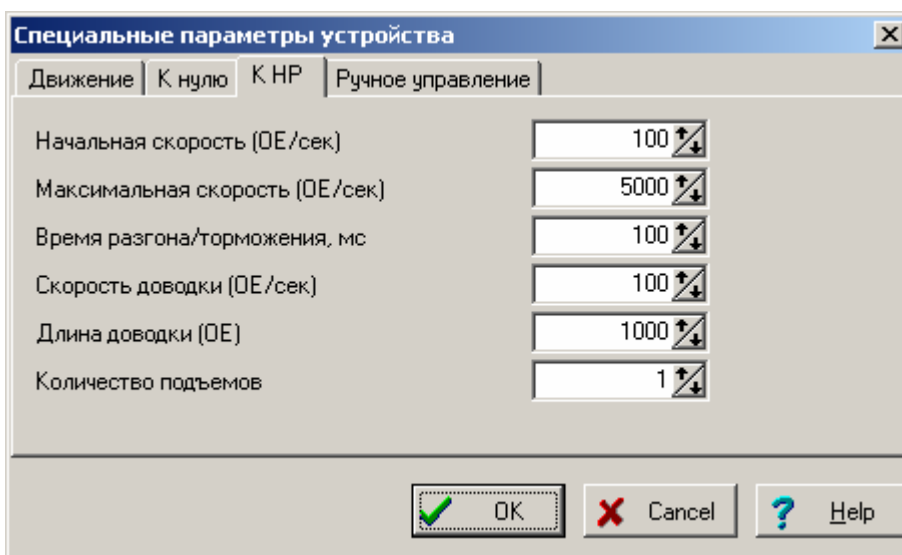 Специальные параметры устройства
Движение К нулю К НР Ручное управление
Начальная скорость (ОЕ/сек) 100
Максимальная скорость (ОЕ/сек) 5000
Время разгона/торможения, мс 100
Скорость доводки (ОЕ/сек) 100
Длина доводки (ОЕ) 1000
Количество подъемов 1
OK Cancel Help